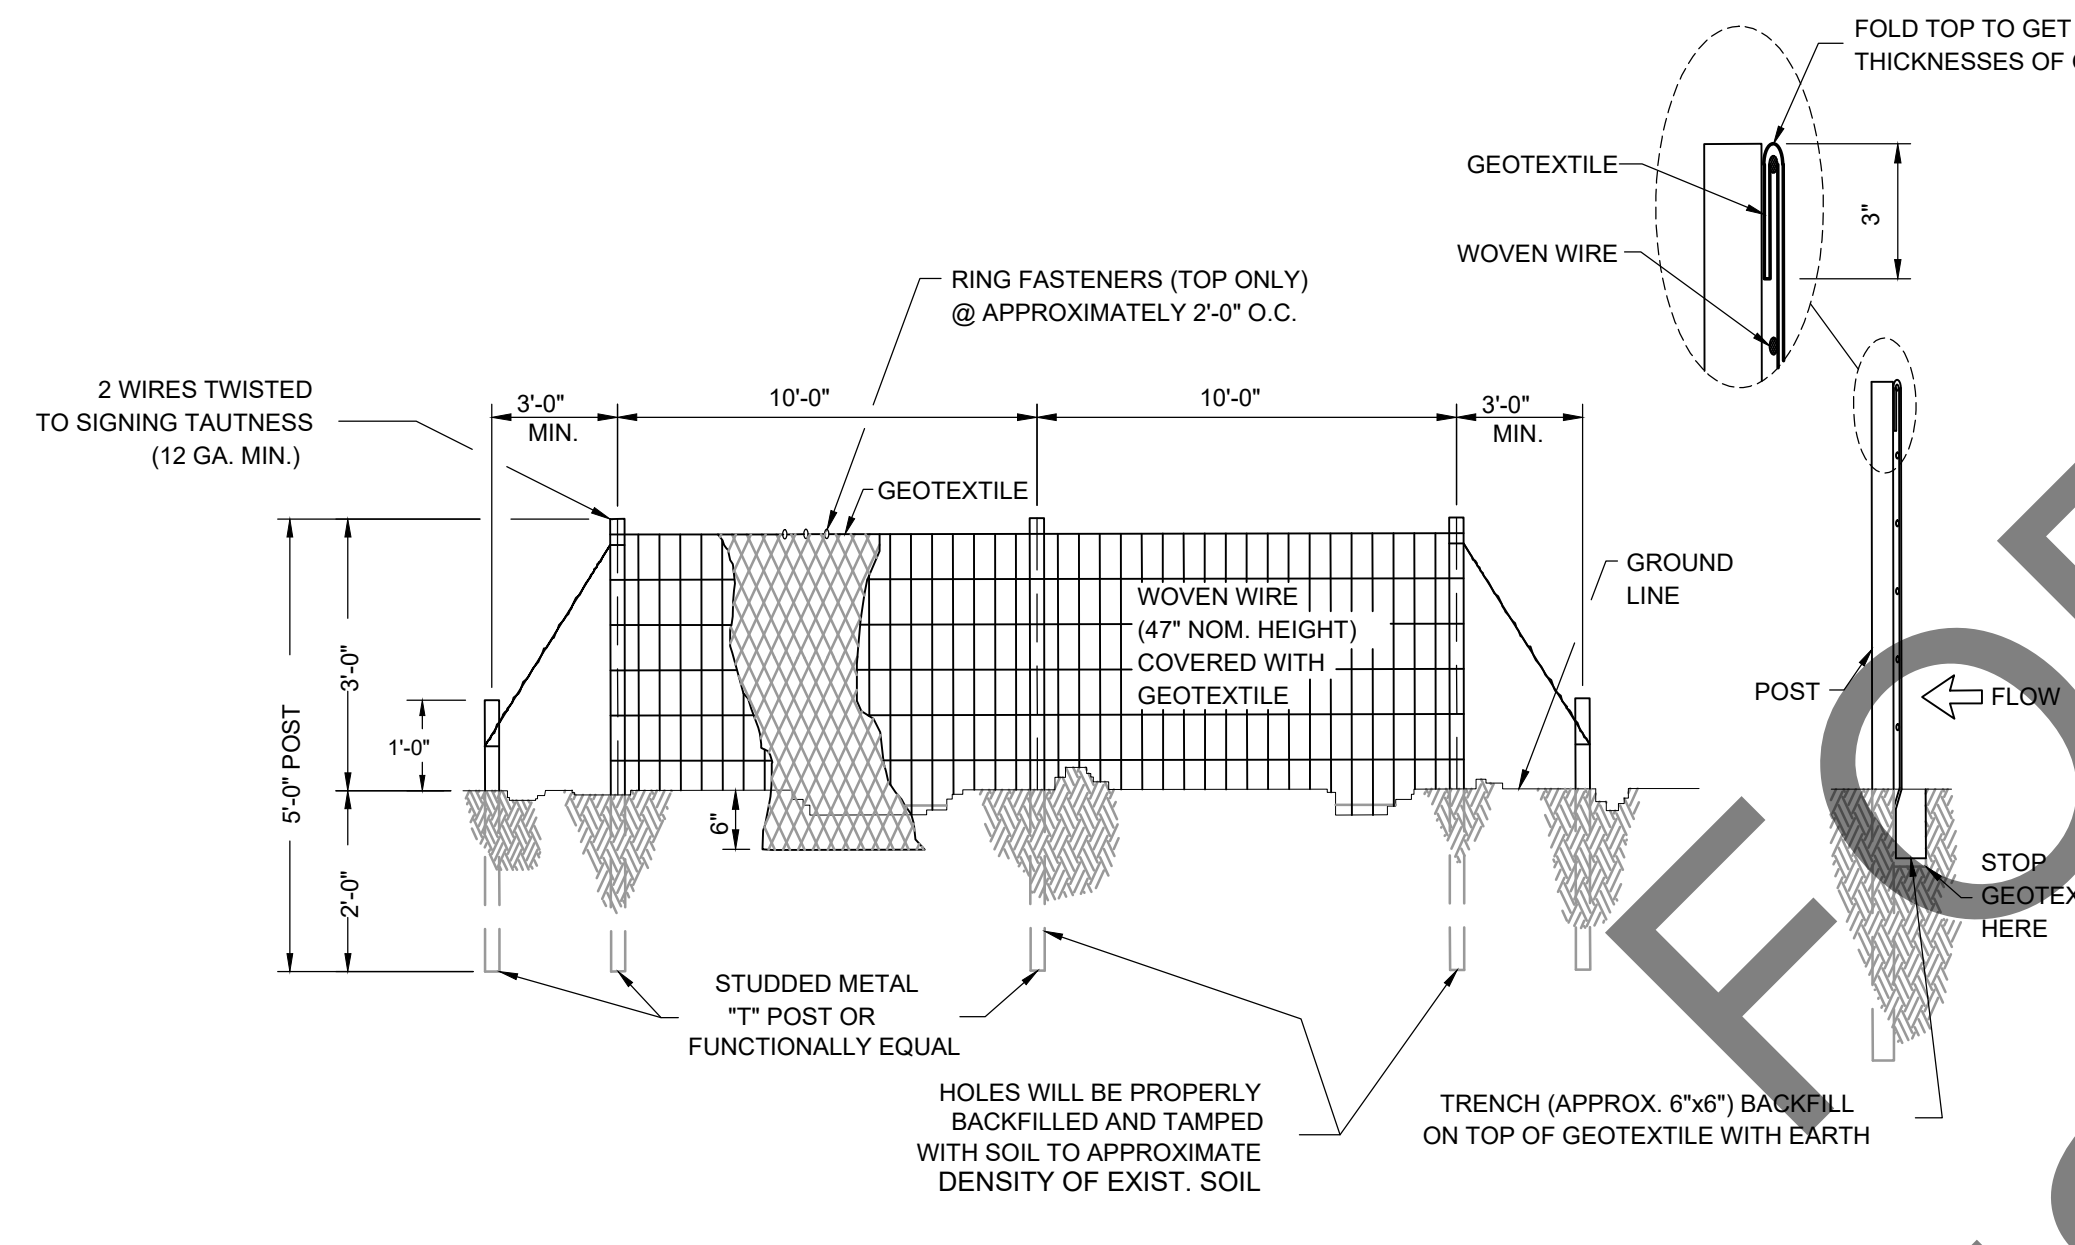 FOLD TOP TO GET
THICKNESSES OF
GEOTEXTILE
3"
WOVEN WIRE
RING FASTENERS (TOP ONLY)
@ APPROXIMATELY 2'-0" O.C.
2 WIRES TWISTED
TO SIGNING TAUTNESS
(12 GA. MIN.)
3'-0"
MIN.
10'-0"
10'-0"
3'-0"
MIN.
GEOTEXTILE
GROUND
LINE
WOVEN WIRE
(47" NOM. HEIGHT)
COVERED WITH
GEOTEXTILE
5'-0" POST
3'-0"
1'-0"
2'-0"
6"
POST
FLOW
STOP
HERE
STUDDED METAL
"T" POST OR
FUNCTIONALLY EQUAL
HOLES WILL BE PROPERLY
BACKFILLED AND TAMPED
WITH SOIL TO APPROXIMATE
DENSITY OF EXIST. SOIL
TRENCH (APPROX. 6"x6") BACKFILL
ON TOP OF GEOTEXTILE WITH EARTH